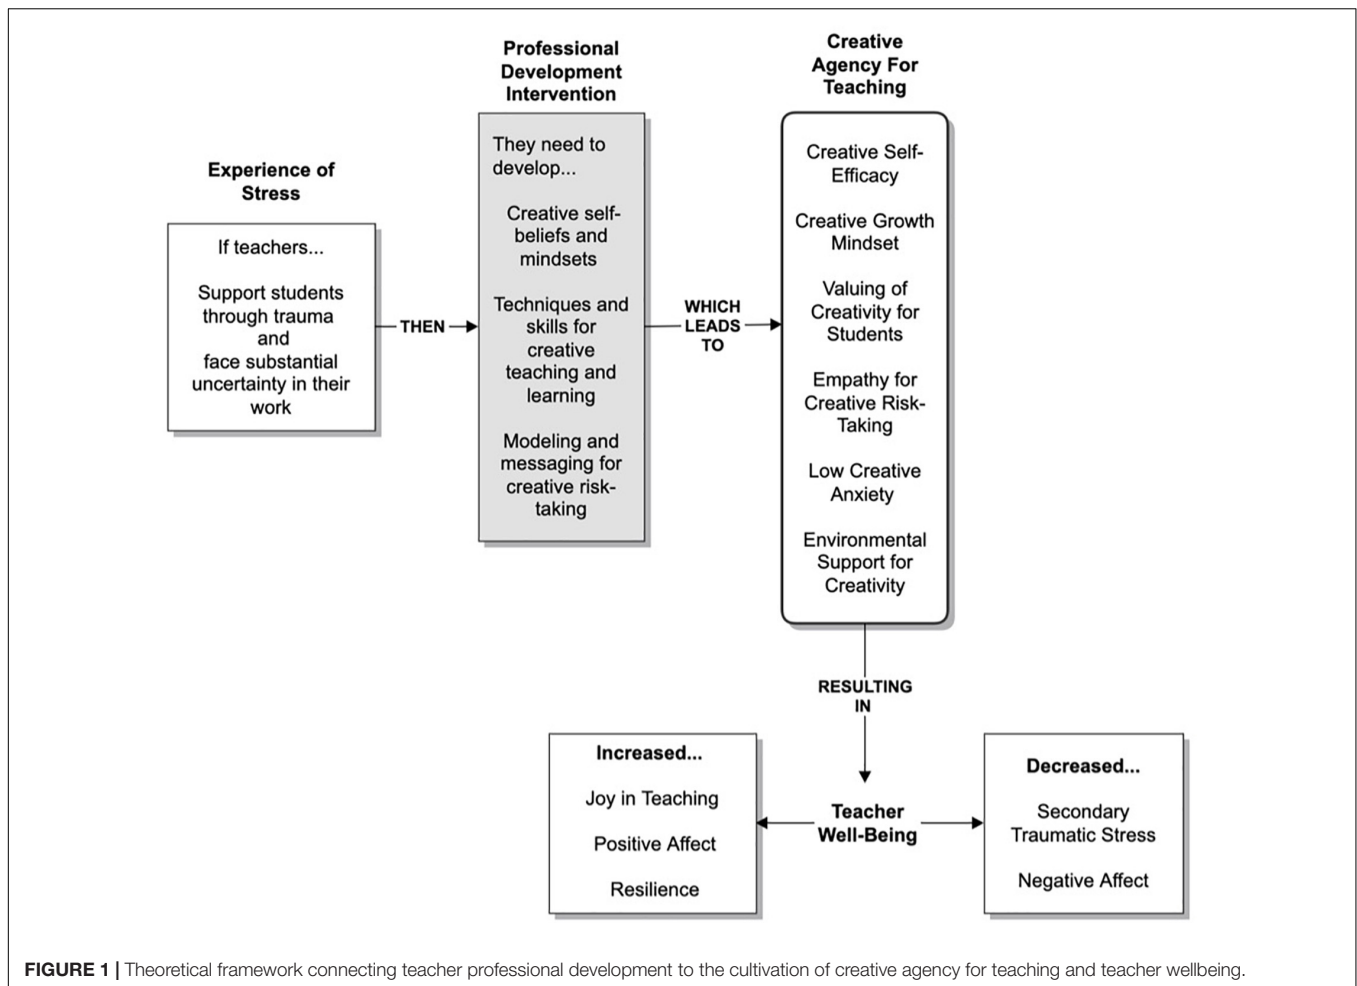 Experience of
Stress
If teachers...
Support students
through trauma
and
face substantial
uncertainty in their
work
THEN
Professional
Development
Intervention
They need to
develop...
Creative self-
beliefs and
mindsets
Techniques and
skills for
creative
teaching and
learning
Modeling and
messaging for
creative risk-
taking
WHICH
LEADS
TO
Creative
Agency For
Teaching
Creative Self-
Efficacy
Creative Growth
Mindset
Valuing of
Creativity for
Students
Empathy for
Creative Risk-
Taking
Low Creative
Anxiety
Environmental
Support for
Creativity
RESULTING
IN
Teacher
Well-Being
Increased...
Joy in Teaching
Positive Affect
Resilience
Decreased...
Secondary
Traumatic Stress
Negative Affect
FIGURE 1 | Theoretical framework connecting teacher professional development to the cultivation of creative agency for teaching and teacher wellbeing.